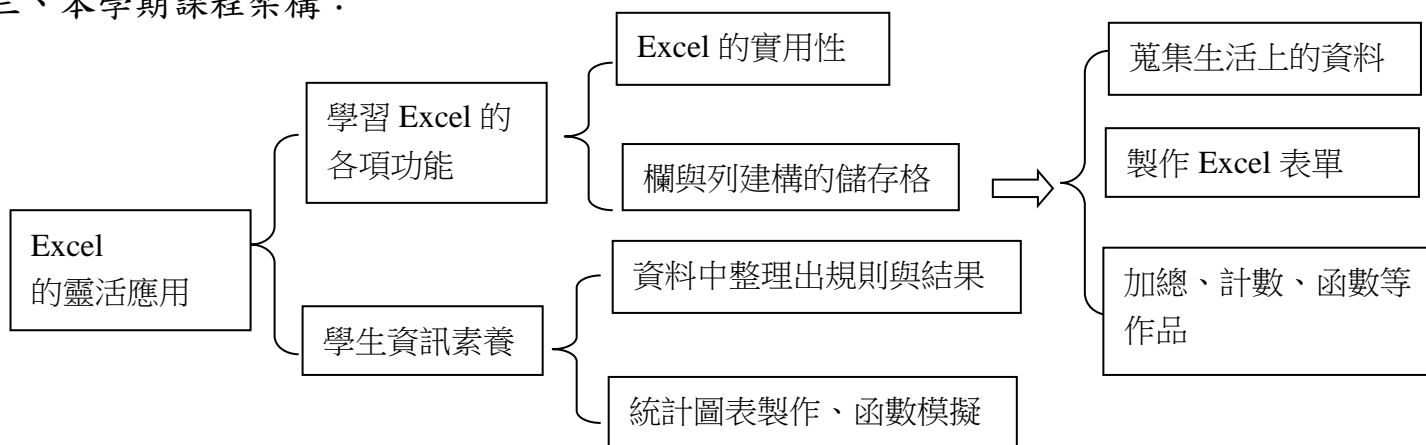 三、本學期課程架構：
Excel
的靈活應用
學習 Excel 的
各項功能
學生資訊素養
Excel 的實用性
欄與列建構的儲存格
資料中整理出規則與結果
統計圖表製作、函數模擬
蒐集生活上的資料
製作 Excel 表單
加總、計數、函數等
作品